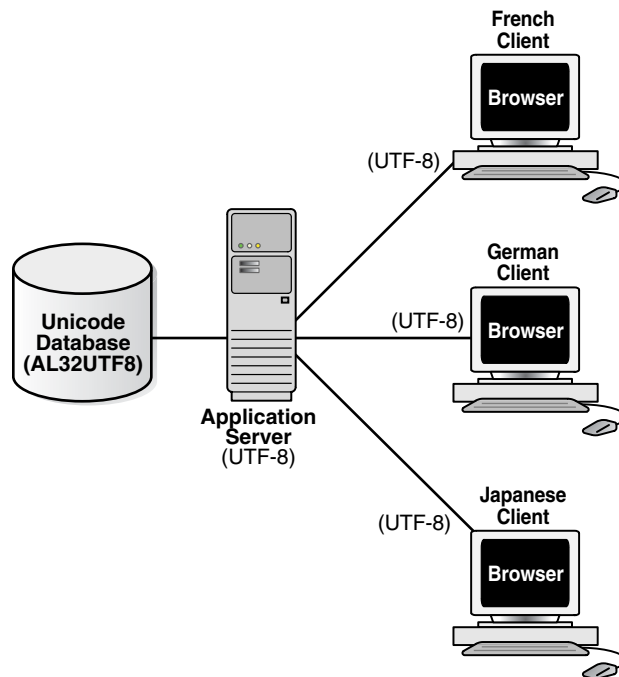 French
Client
Browser
(UTF-8)
German
Client
Browser
(UTF-8)
Unicode
Database
(AL32UTF8)
Application
Server
(UTF-8)
Japanese
Client
Browser
(UTF-8)